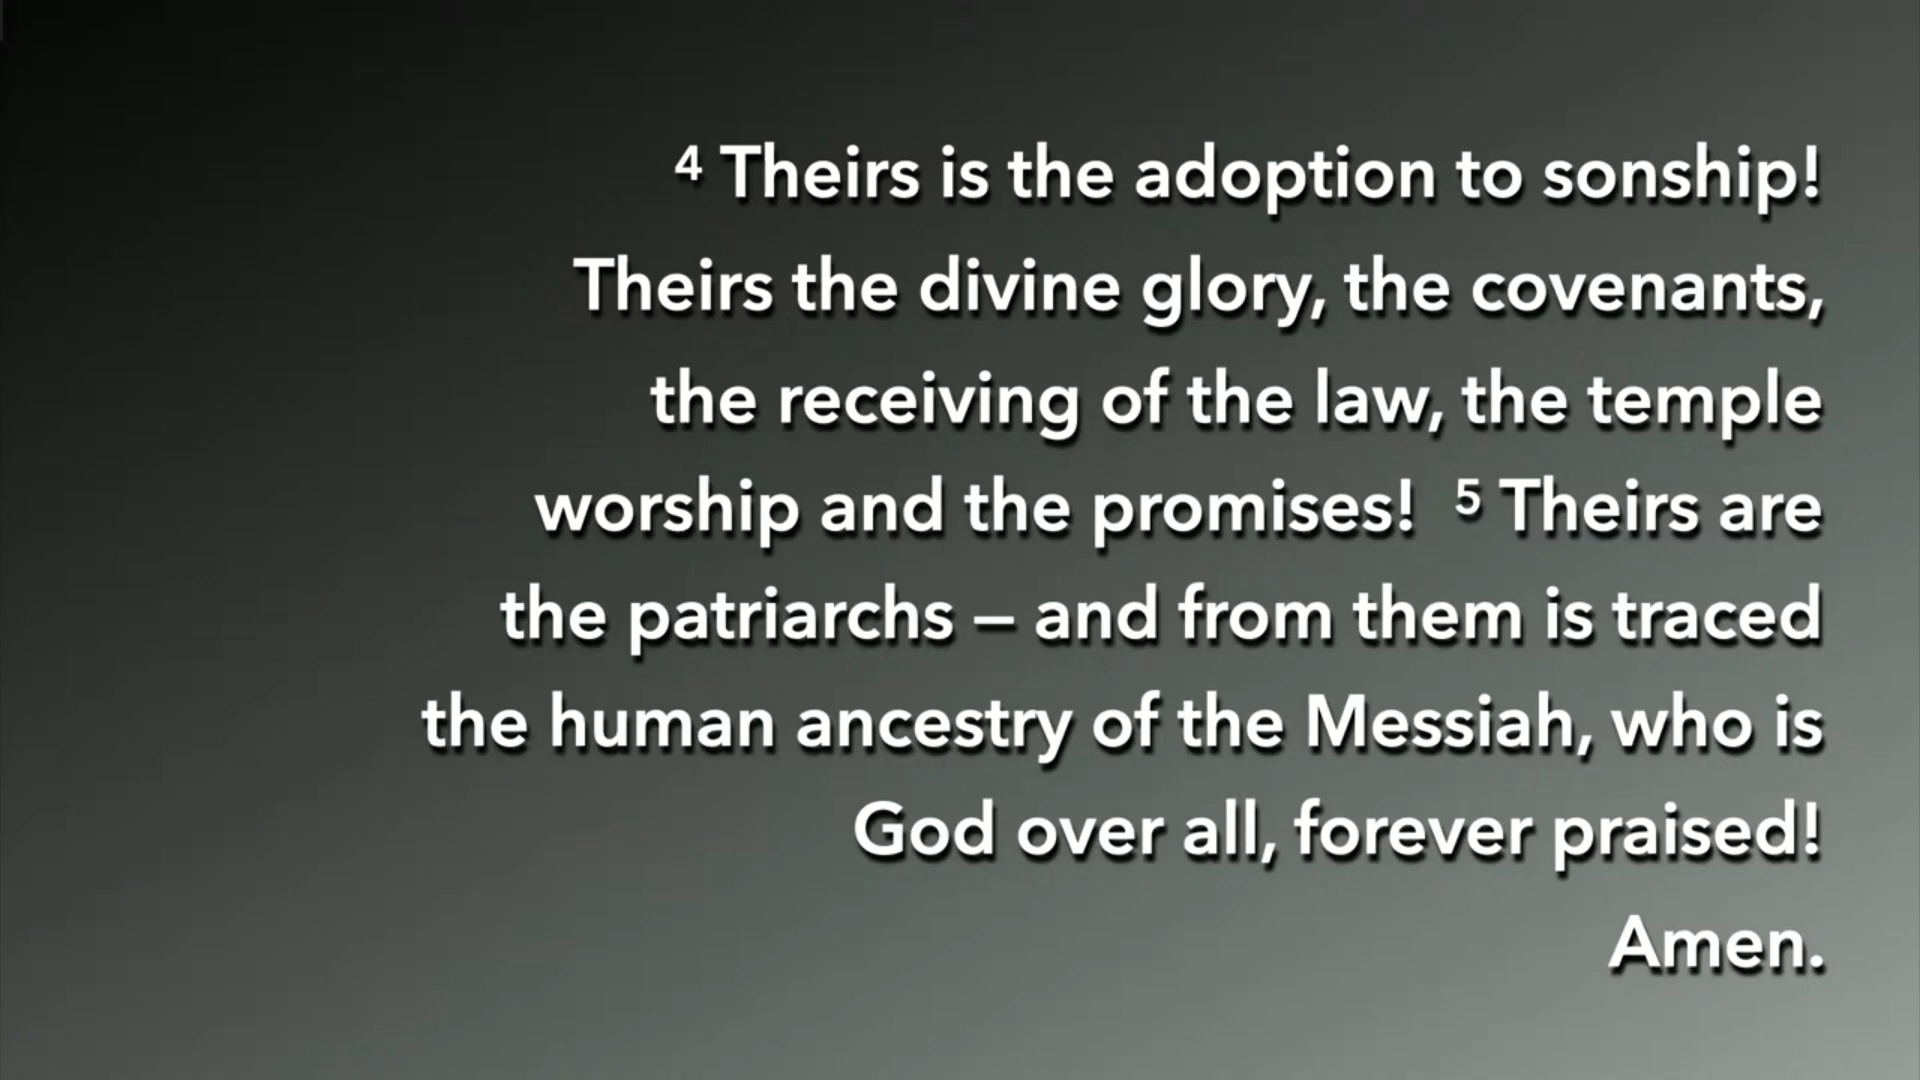 ⁴ Theirs is the adoption to sonship!
Theirs the divine glory, the covenants,
the receiving of the law, the temple
worship and the promises! ⁵ Theirs are
the patriarchs – and from them is traced
the human ancestry of the Messiah, who is
God over all, forever praised!
Amen.